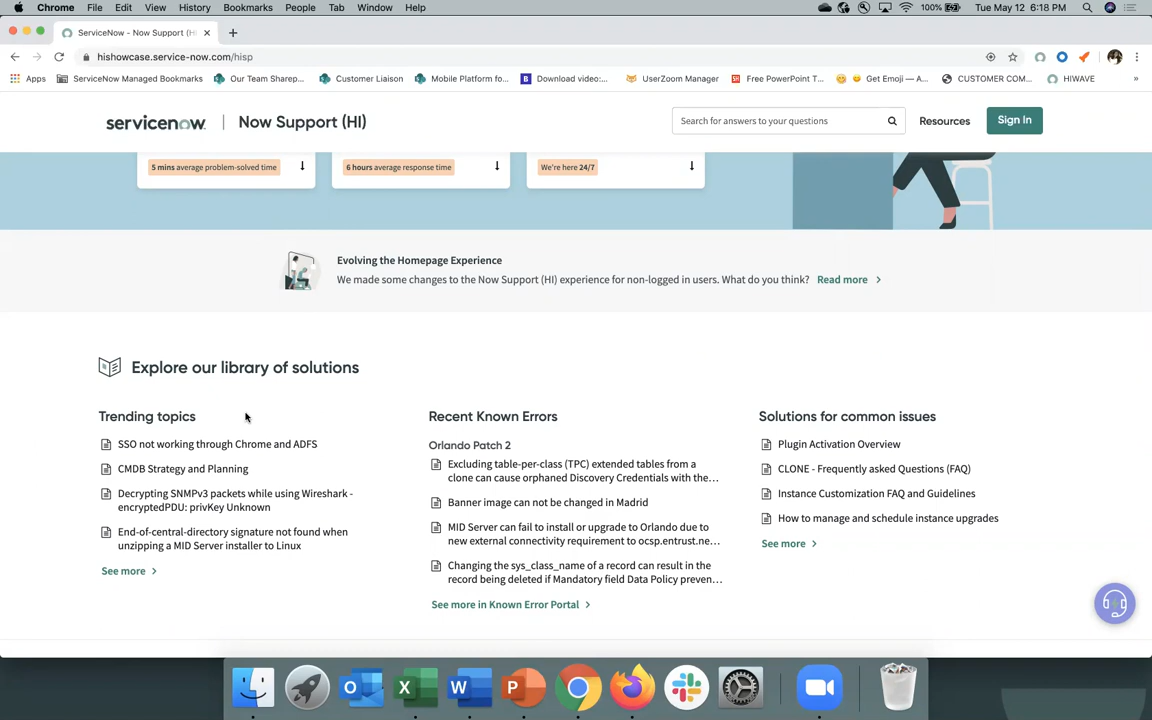 Chrome File Edit View History Bookmarks People Tab Window Help 100% Tue May 12 6:18 PM
ServiceNow - Now Support (HI
hishowcase.service-now.com/hisp
Apps ServiceNow Managed Bookmarks Our Team Sharep... Customer Liaison Mobile Platform fo... Download video:... UserZoom Manager Free PowerPoint T... Get Emoji — A... CUSTOMER COM... HIWAVE »
servicenow | Now Support (HI) Search for answers to your questions Resources Sign In
5 mins average problem-solved time 6 hours average response time We're here 24/7
Evolving the Homepage Experience
We made some changes to the Now Support (HI) experience for non-logged in users. What do you think? Read more
Explore our library of solutions
Trending topics
SSO not working through Chrome and ADFS
CMDB Strategy and Planning
Decrypting SNMPv3 packets while using Wireshark -
encryptedPDU: privKey Unknown
End-of-central-directory signature not found when
unzipping a MID Server installer to Linux
See more
Recent Known Errors
Orlando Patch 2
Excluding table-per-class (TPC) extended tables from a
clone can cause orphaned Discovery Credentials with the...
Banner image can not be changed in Madrid
MID Server can fail to install or upgrade to Orlando due to
new external connectivity requirement to ocsp.entrust.ne...
Changing the sys_class_name of a record can result in the
record being deleted if Mandatory field Data Policy preven...
See more in Known Error Portal
Solutions for common issues
Plugin Activation Overview
CLONE - Frequently asked Questions (FAQ)
Instance Customization FAQ and Guidelines
How to manage and schedule instance upgrades
See more
O X W P